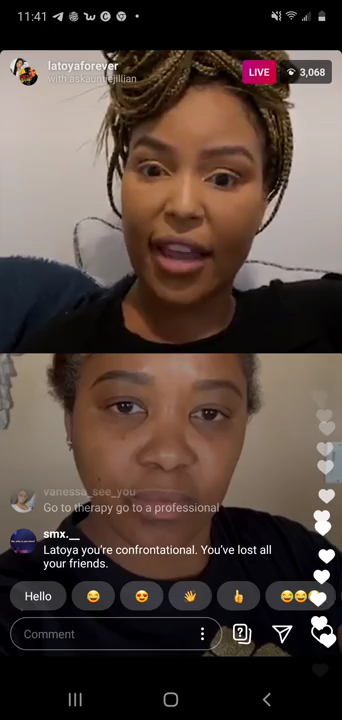 11:41
latoyaforever
with askauntiejillian
LIVE
3,068
vanessa_see_you
Go to therapy go to a professional
smx.__
Latoya you're confrontational. You've lost all
your friends.
Hello
Comment